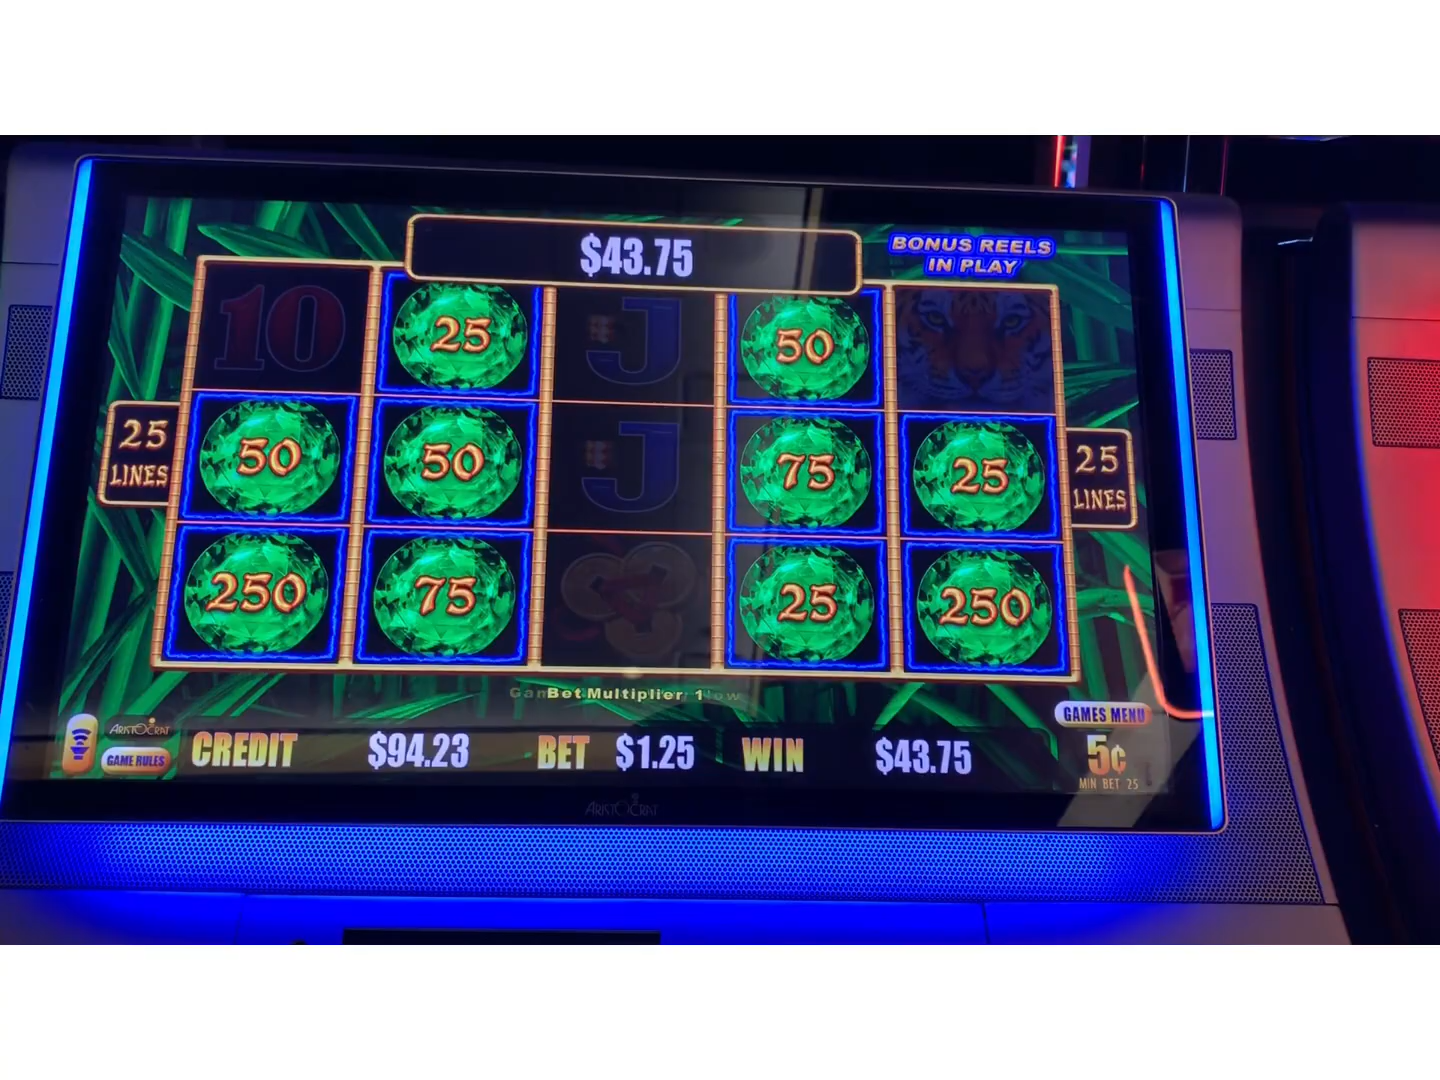 $43.75
BONUS REELS
IN PLAY
10
25
J
50
25
LINES
50
50
J
75
25
25
LINES
250
75
25
250
Bet Multiplier 1
GAMES MENU
ARISTOCRAT
GAME RULES
CREDIT $94.23 BET $1.25 WIN $43.75
5¢
MIN BET 25
ARISTOCRAT